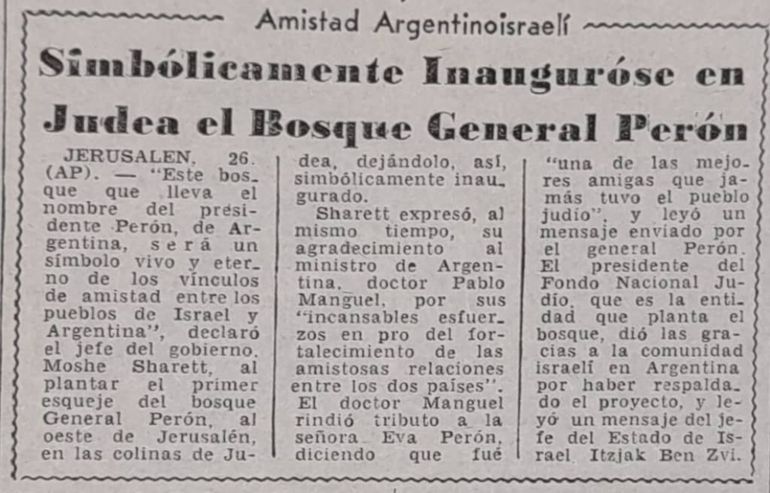 Amistad Argentinoisraelí
Simbólicamente Inauguróse en
Judea el Bosque General Perón
JERUSALEN, 26.
(AP). — "Este bos-
que que lleva el
nombre del presi-
dente Perón, de Ar-
gentina, será un
símbolo vivo y eter-
no de los vínculos
de amistad entre los
pueblos de Israel y
Argentina", declaró
el jefe del gobierno.
Moshe Sharett, al
plantar el primer
esqueje del bosque
General Perón, al
oeste de Jerusalén,
en las colinas de Ju-
dea, dejándolo, así,
simbólicamente inau-
gurado.
Sharett expresó, al
mismo tiempo, su
agradecimiento al
ministro de Argen-
tina, doctor Pablo
Manguel, por sus
"incansables esfuer-
zos en pro del for-
talecimiento de las
amistosas relaciones
entre los dos países".
El doctor Manguel
rindió tributo a la
señora Eva Perón,
diciendo que fué
"una de las mejo-
res amigas que ja-
más tuvo el pueblo
judío", y leyó un
mensaje enviado por
el general Perón.
El presidente del
Fondo Nacional Ju-
dío, que es la enti-
dad que planta el
bosque, dió las gra-
cias a la comunidad
israelí en Argentina
por haber respalda-
do el proyecto, y le-
yó un mensaje del je-
fe del Estado de Is-
rael Itzjak Ben Zvi.